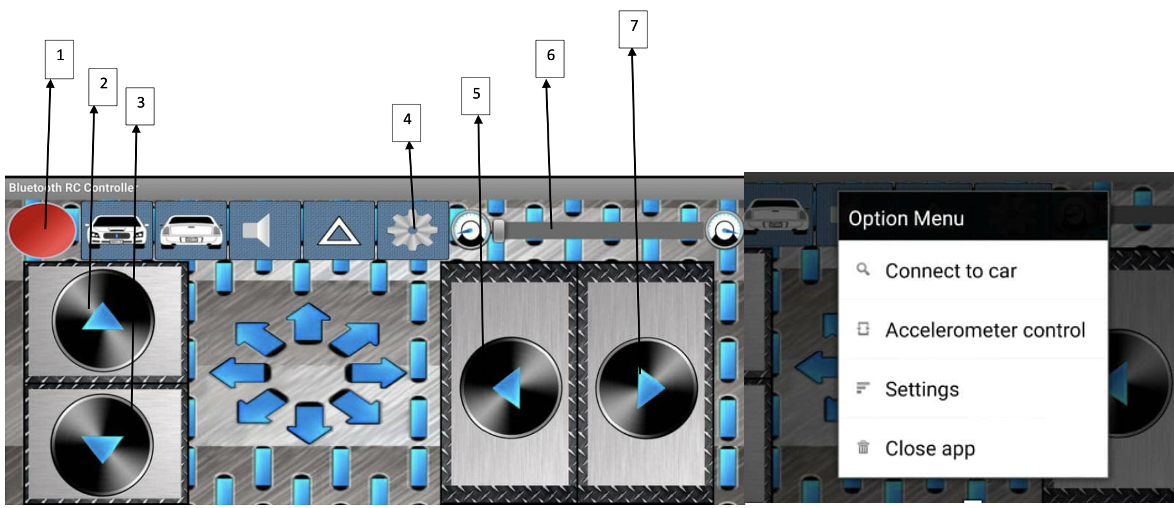 1
2
3
4
5
6
7
Bluetooth RC Controller
Option Menu
Connect to car
Accelerometer control
Settings
Close app